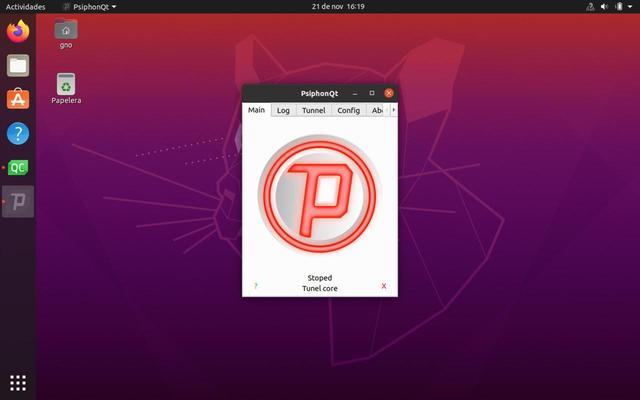 Actividades
PsiphonQt
21 de nov 16:19
gno
Papelera
QC
PsiphonQt
Main
Log
Tunnel
Config
Abo
P
?
Stoped
Tunel core
X